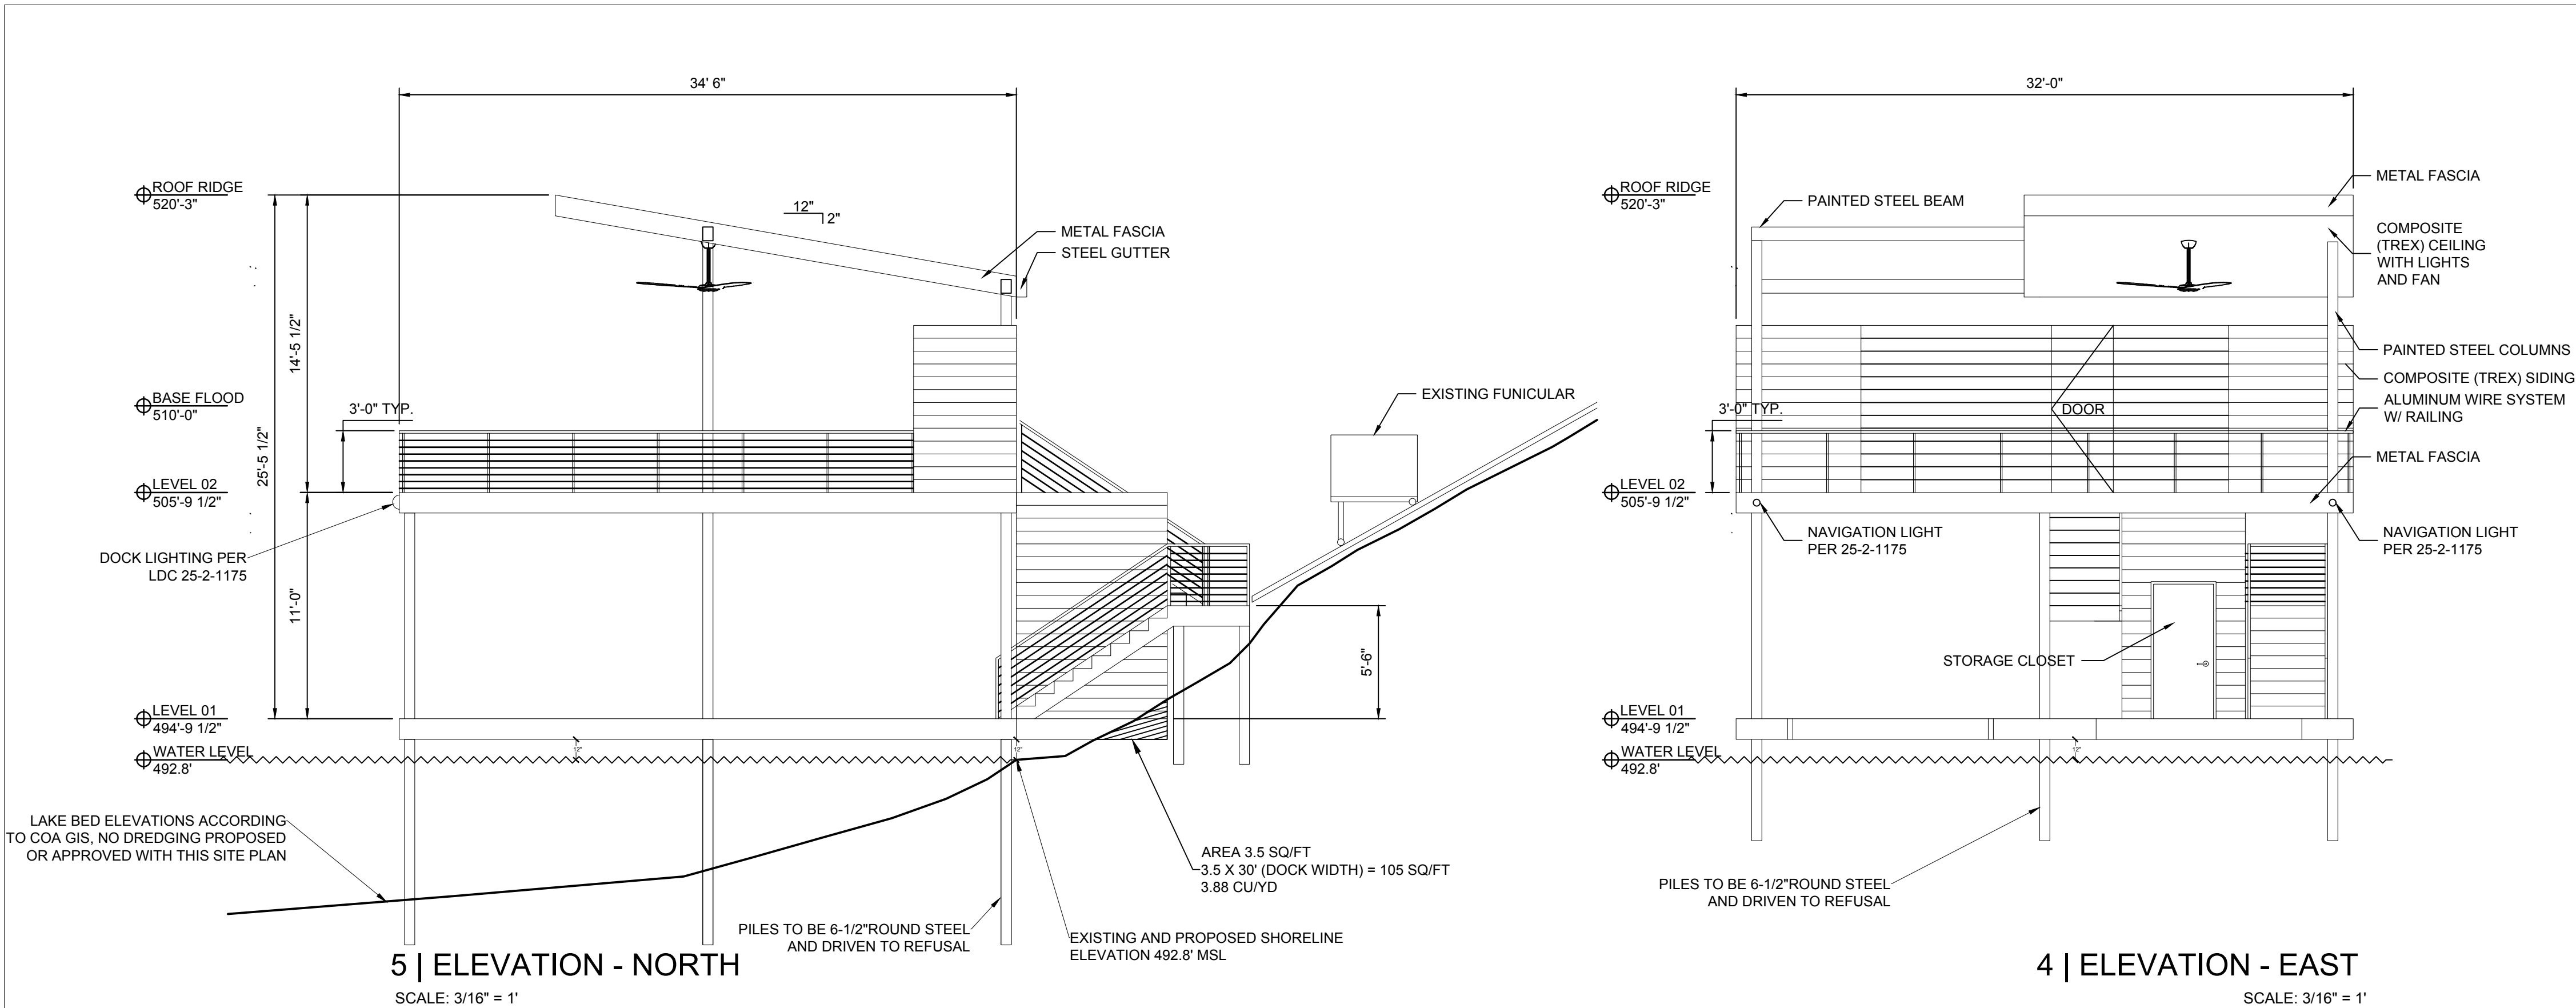 34' 6"
ROOF RIDGE
520'-3"
12"
2"
METAL FASCIA
STEEL GUTTER
14'-5 1/2"
25'-5 1/2"
BASE FLOOD
510'-0"
3'-0" TYP.
EXISTING FUNICULAR
LEVEL 02
505'-9 1/2"
DOCK LIGHTING PER
LDC 25-2-1175
11'-0"
5'-6"
LEVEL 01
494'-9 1/2"
WATER LEVEL
492.8'
12"
12"
LAKE BED ELEVATIONS ACCORDING
TO COA GIS, NO DREDGING PROPOSED
OR APPROVED WITH THIS SITE PLAN
AREA 3.5 SQ/FT
3.5 X 30' (DOCK WIDTH) = 105 SQ/FT
3.88 CU/YD
PILES TO BE 6-1/2"ROUND STEEL
AND DRIVEN TO REFUSAL
EXISTING AND PROPOSED SHORELINE
ELEVATION 492.8' MSL
5 | ELEVATION - NORTH
SCALE: 3/16" = 1'
32'-0"
ROOF RIDGE
520'-3"
PAINTED STEEL BEAM
METAL FASCIA
COMPOSITE
(TREX) CEILING
WITH LIGHTS
AND FAN
PAINTED STEEL COLUMNS
COMPOSITE (TREX) SIDING
ALUMINUM WIRE SYSTEM
W/ RAILING
3'-0" TYP.
DOOR
METAL FASCIA
LEVEL 02
505'-9 1/2"
NAVIGATION LIGHT
PER 25-2-1175
NAVIGATION LIGHT
PER 25-2-1175
STORAGE CLOSET
LEVEL 01
494'-9 1/2"
WATER LEVEL
492.8'
12"
PILES TO BE 6-1/2"ROUND STEEL
AND DRIVEN TO REFUSAL
4 | ELEVATION - EAST
SCALE: 3/16" = 1'